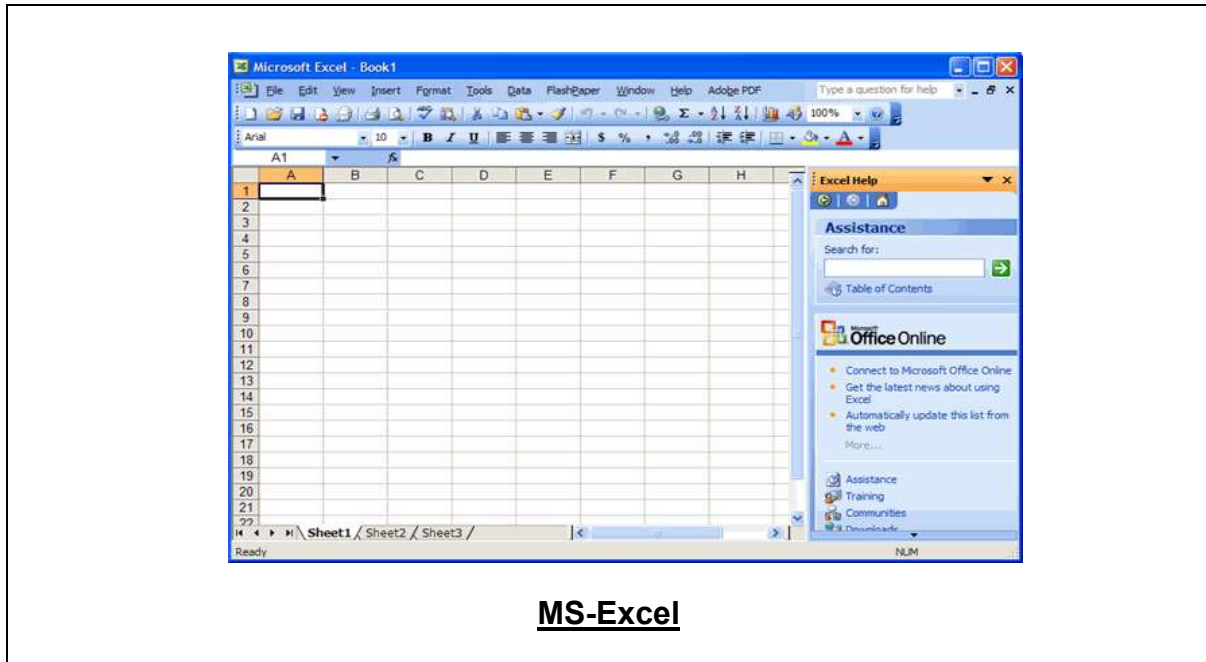 Microsoft Excel - Book1
File Edit View Insert Format Tools Data FlashPaper Window Help Adobe PDF Type a question for help
100%
Arial 10 B I U $ % ,
A1 fx
A B C D E F G H
1
2
3
4
5
6
7
8
9
10
11
12
13
14
15
16
17
18
19
20
21
22
Sheet1 Sheet2 Sheet3
Ready NUM
Excel Help
Assistance
Search for:
Table of Contents
Microsoft
Office Online
Connect to Microsoft Office Online
Get the latest news about using
Excel
Automatically update this list from
the web
More...
Assistance
Training
Communities
Downloads
MS-Excel